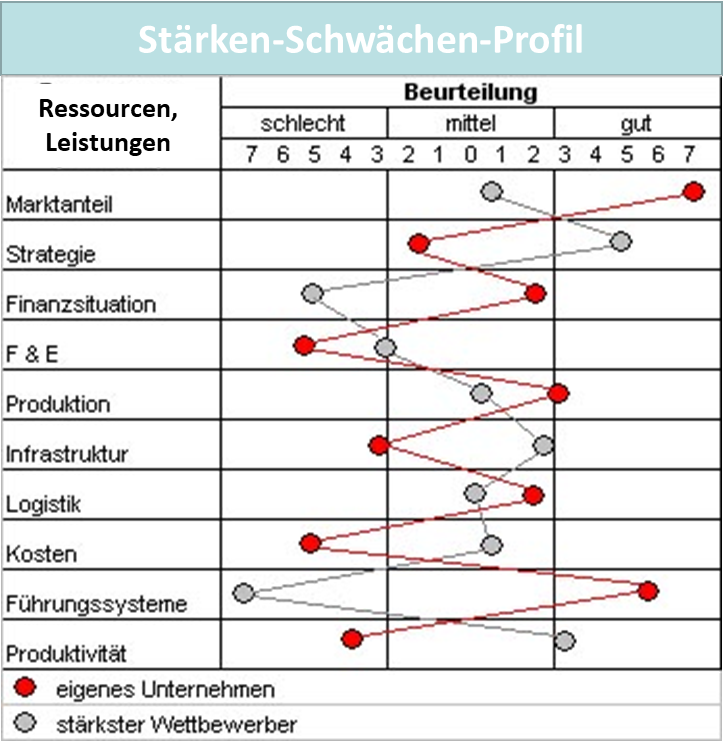 Stärken-Schwächen-Profil
Ressourcen,
Leistungen
Beurteilung
schlecht mittel gut
7 6 5 4 3 2 1 0 1 2 3 4 5 6 7
Marktanteil
Strategie
Finanzsituation
F & E
Produktion
Infrastruktur
Logistik
Kosten
Führungssysteme
Produktivität
eigenes Unternehmen
stärkster Wettbewerber